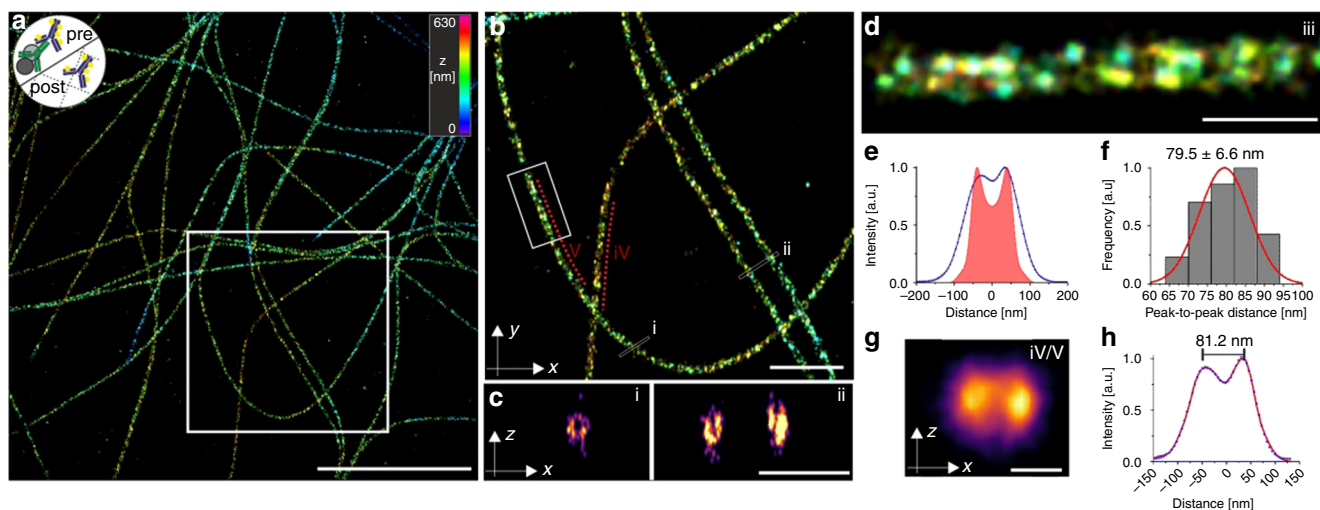 a
pre
post
630
z
[nm]
0
b
V
iV
ii
i
y
x
c
i
ii
z
x
d
iii
e
Intensity [a.u.]
1.0
0.5
0.0
–200
–100
0
100
200
Distance [nm]
f
79.5 ± 6.6 nm
Frequency [a.u]
1.0
0.5
0.0
60 65 70 75 80 85 90 95 100
Peak-to-peak distance [nm]
g
iV/V
z
x
h
81.2 nm
Intensity [a.u.]
1.0
0.5
0.0
–150
–100
–50
0
50
100
150
Distance [nm]